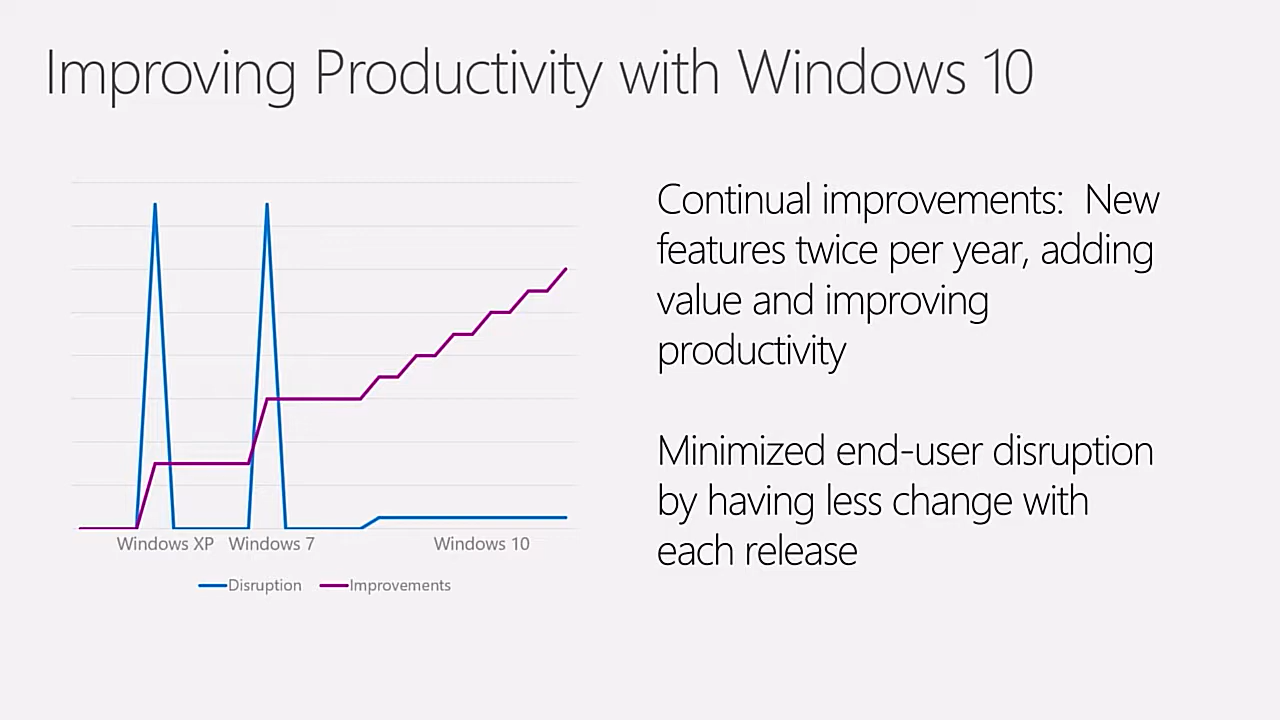 Improving Productivity with Windows 10
Continual improvements:  New
features twice per year, adding
value and improving
productivity
Minimized end-user disruption
by having less change with
each release
Windows XP
Windows 7
Windows 10
Disruption
Improvements